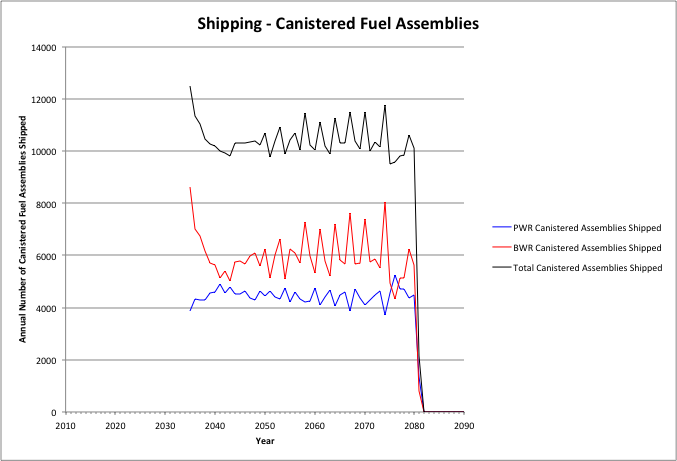 Shipping - Canistered Fuel Assemblies
14000
12000
10000
8000
6000
4000
2000
0
Annual Number of Canistered Fuel Assemblies Shipped
2010 2020 2030 2040 2050 2060 2070 2080 2090
Year
PWR Canistered Assemblies Shipped
BWR Canistered Assemblies Shipped
Total Canistered Assemblies Shipped